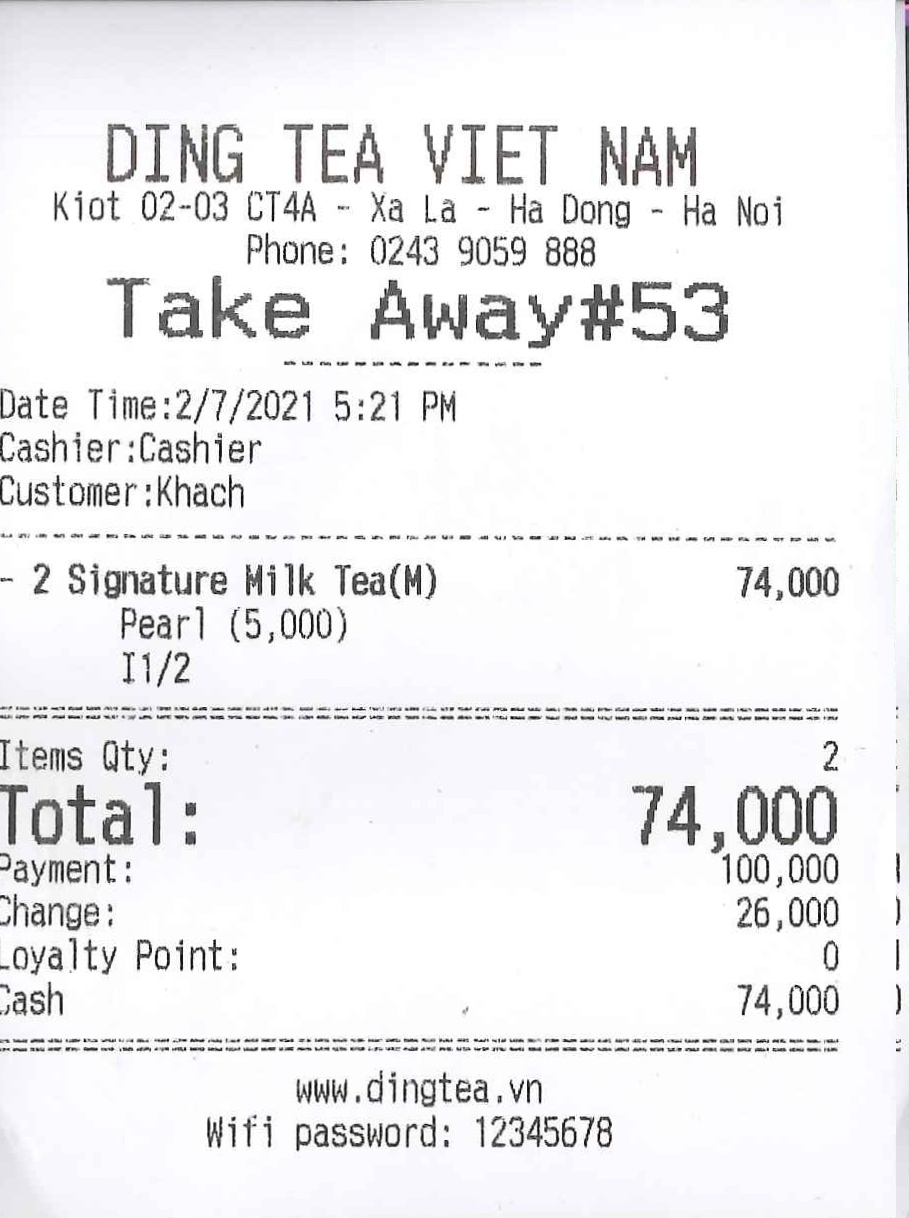 DING TEA VIET NAM
Kiot 02-03 CT4A - Xa La - Ha Dong - Ha Noi
Phone: 0243 9059 888
Take Away#53
Date Time:2/7/2021 5:21 PM
Cashier:Cashier
Customer:Khach
- 2 Signature Milk Tea(M) 74,000
Pearl (5,000)
I1/2
Items Qty: 2
Total: 74,000
Payment: 100,000
Change: 26,000
Loyalty Point: 0
Cash 74,000
www.dingtea.vn
Wifi password: 12345678